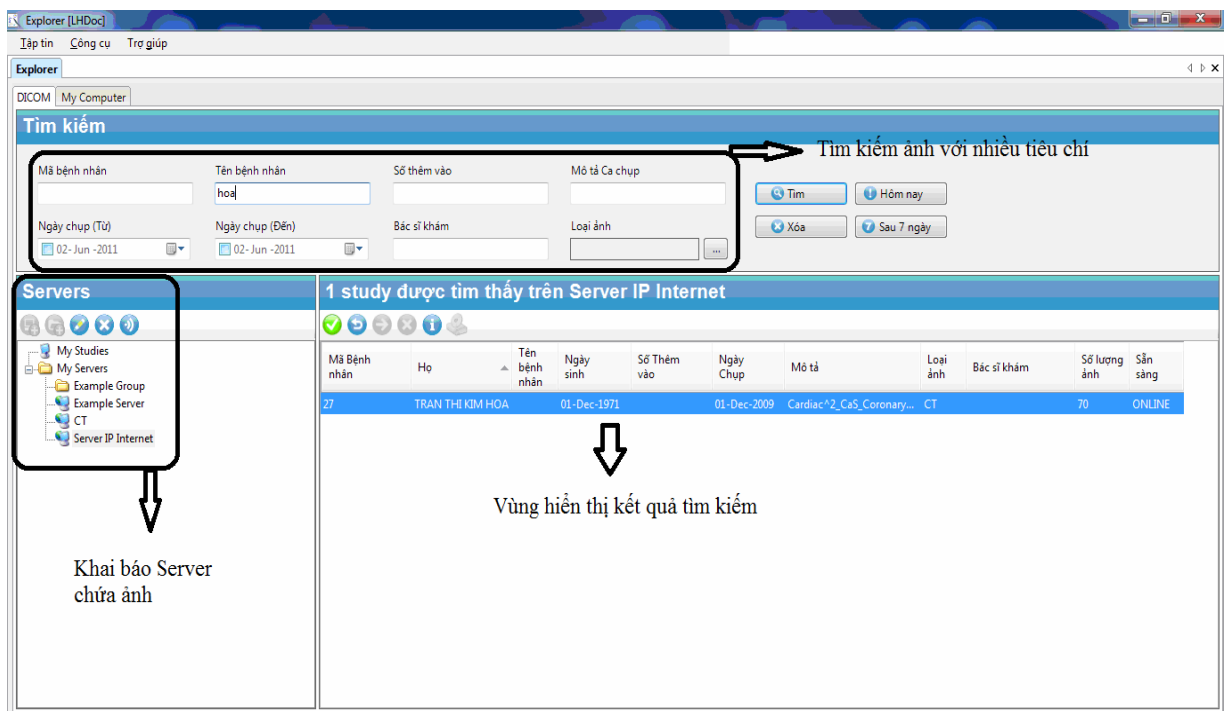 Explorer [LHDoc]
Tập tin Công cụ Trợ giúp
Explorer
DICOM My Computer
Tìm kiếm
Tìm kiếm ảnh với nhiều tiêu chí
Mã bệnh nhân Tên bệnh nhân Số thêm vào Mô tả Ca chụp
hoa
Tìm Hôm nay
Ngày chụp (Từ) Ngày chụp (Đến) Bác sĩ khám Loại ảnh
Xóa Sau 7 ngày
02- Jun -2011 02- Jun -2011 ...
Servers
My Studies
My Servers
Example Group
Example Server
CT
Server IP Internet
Khai báo Server
chứa ảnh
1 study được tìm thấy trên Server IP Internet
Mã Bệnh nhân Họ Tên bệnh nhân Ngày sinh Số Thêm vào Ngày Chụp Mô tả Loại ảnh Bác sĩ khám Số lượng ảnh Sẵn sàng
27 TRAN THI KIM HOA 01-Dec-1971 01-Dec-2009 Cardiac^2_CaS_Coronary... CT 70 ONLINE
Vùng hiển thị kết quả tìm kiếm